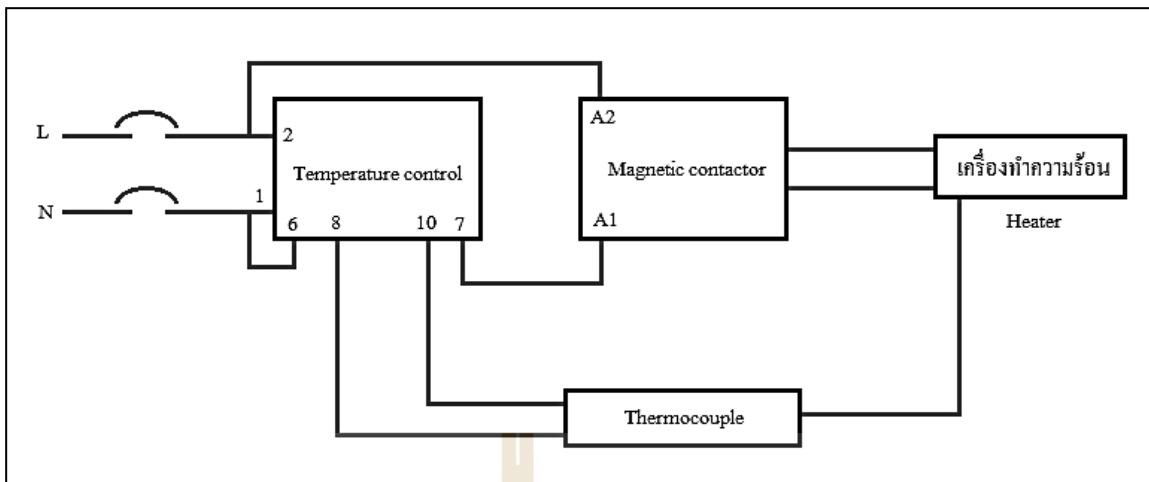 L
N
2
1
6
8
10
7
Temperature control
A2
Magnetic contactor
A1
เครื่องทำความร้อน
Heater
Thermocouple